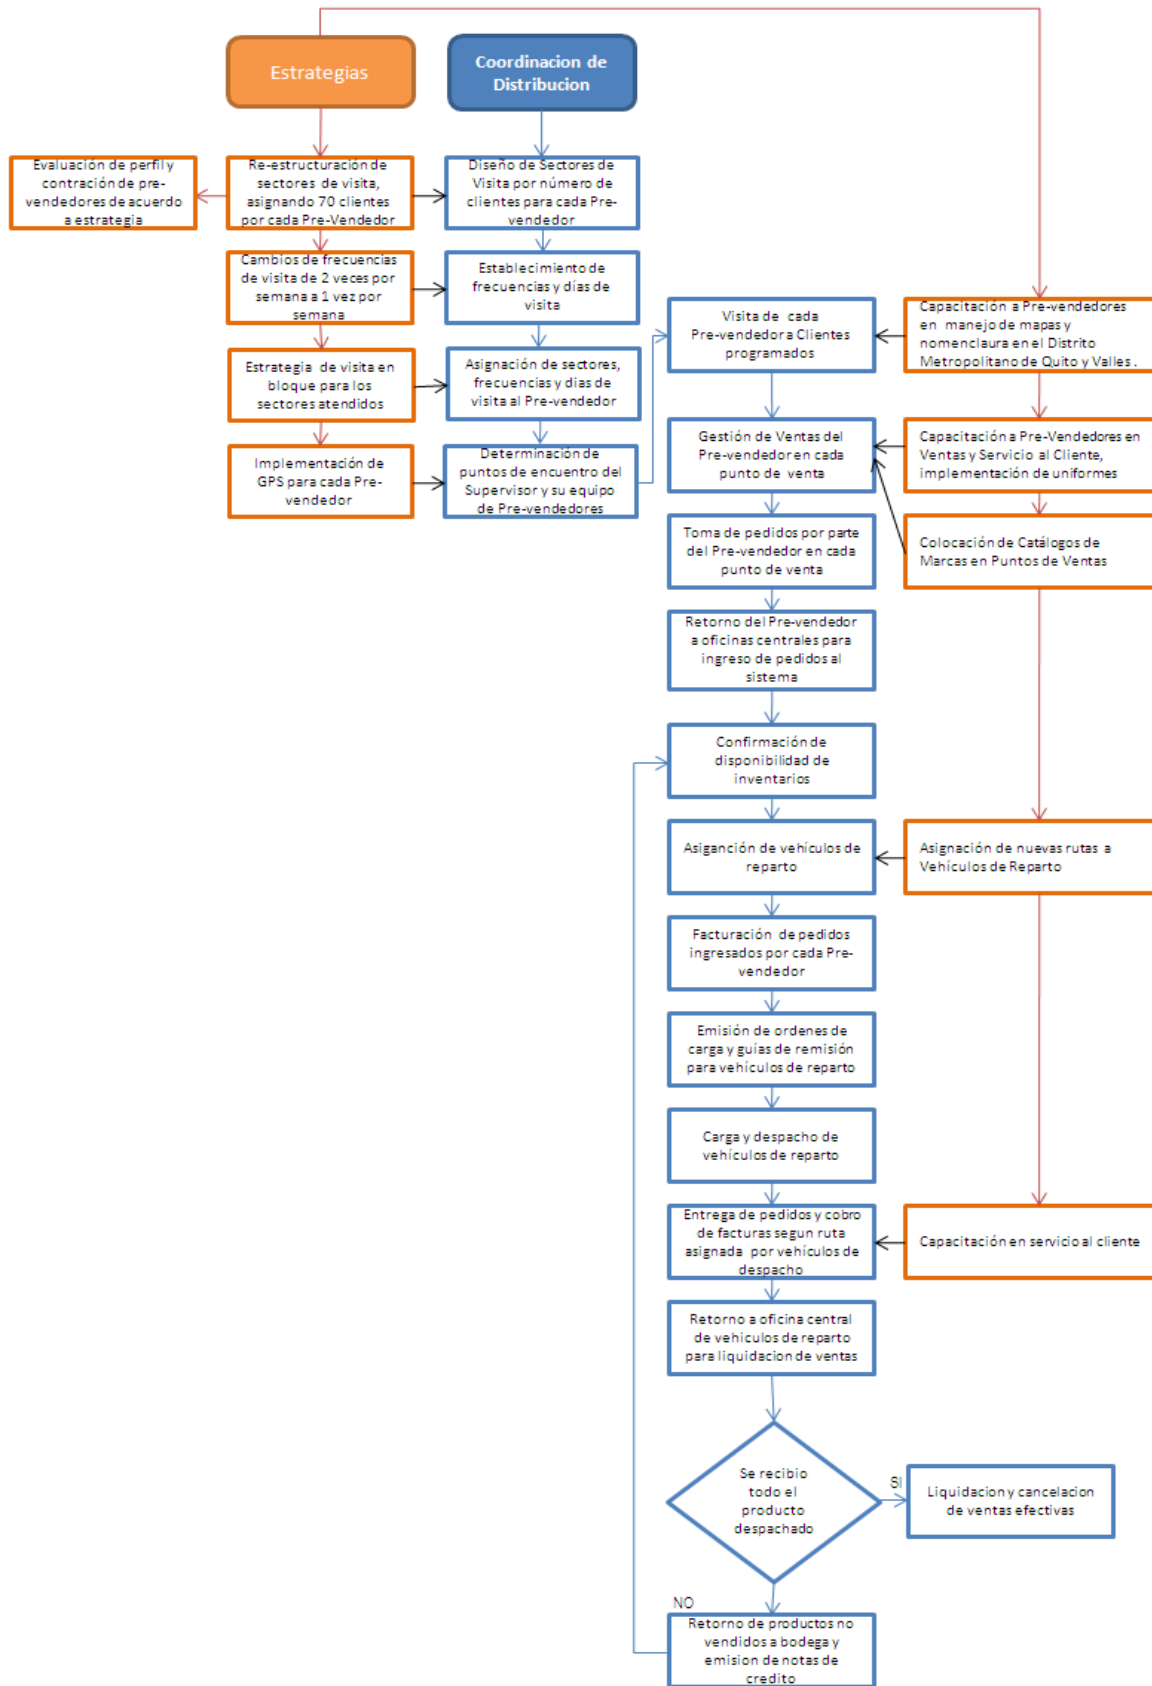 Estrategias
Coordinacion de
Distribucion
Evaluación de perfil y
contración de pre-
vendedores de acuerdo
a estrategia
Re-estructuración de
sectores de visita,
asignando 70 clientes
por cada Pre-Vendedor
Diseño de Sectores de
Visita por número de
clientes para cada Pre-
vendedor
Cambios de frecuencias
de visita de 2 veces por
semana a 1 vez por
semana
Establecimiento de
frecuencias y días de
visita
Estrategia de visita en
bloque para los
sectores atendidos
Asignación de sectores,
frecuencias y dias de
visita al Pre-vendedor
Implementación de
GPS para cada Pre-
vendedor
Determinación de
puntos de encuentro del
Supervisor y su equipo
de Pre-vendedores
Visita de cada
Pre-vendedor a Clientes
programados
Capacitación a Pre-vendedores
en manejo de mapas y
nomenclaura en el Distrito
Metropolitano de Quito y Valles .
Gestión de Ventas del
Pre-vendedor en cada
punto de venta
Capacitación a Pre-Vendedores en
Ventas y Servicio al Cliente,
implementación de uniformes
Toma de pedidos por parte
del Pre-vendedor en cada
punto de venta
Colocación de Catálogos de
Marcas en Puntos de Ventas
Retorno del Pre-vendedor
a oficinas centrales para
ingreso de pedidos al
sistema
Confirmación de
disponibilidad de
inventarios
Asiganción de vehículos de
reparto
Asignación de nuevas rutas a
Vehículos de Reparto
Facturación de pedidos
ingresados por cada Pre-
vendedor
Emisión de ordenes de
carga y guías de remisión
para vehículos de reparto
Carga y despacho de
vehículos de reparto
Entrega de pedidos y cobro
de facturas segun ruta
asignada por vehículos de
despacho
Capacitación en servicio al cliente
Retorno a oficina central
de vehiculos de reparto
para liquidacion de ventas
Se recibio
todo el
producto
despachado
SI
Liquidacion y cancelacion
de ventas efectivas
NO
Retorno de productos no
vendidos a bodega y
emision de notas de
credito